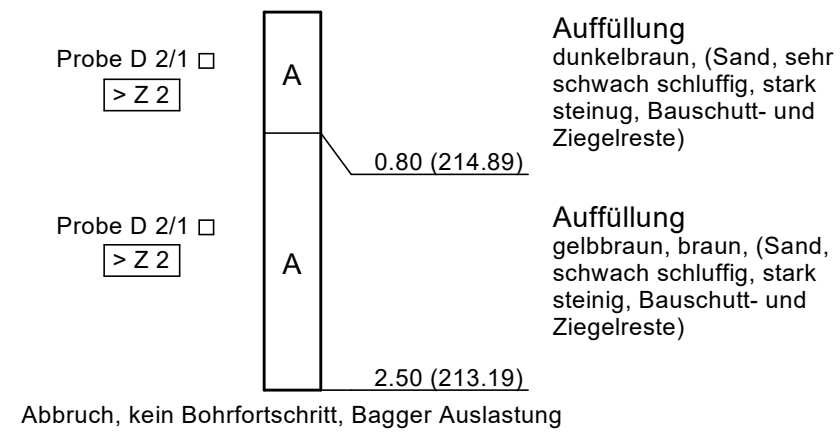 Auffüllung
Probe D 2/1
> Z 2
A
dunkelbraun, (Sand, sehr
schwach schluffig, stark
steinug, Bauschutt- und
Ziegelreste)
0.80 (214.89)
Auffüllung
Probe D 2/1
> Z 2
A
gelbbraun, braun, (Sand,
schwach schluffig, stark
steinig, Bauschutt- und
Ziegelreste)
2.50 (213.19)
Abbruch, kein Bohrfortschritt, Bagger Auslastung